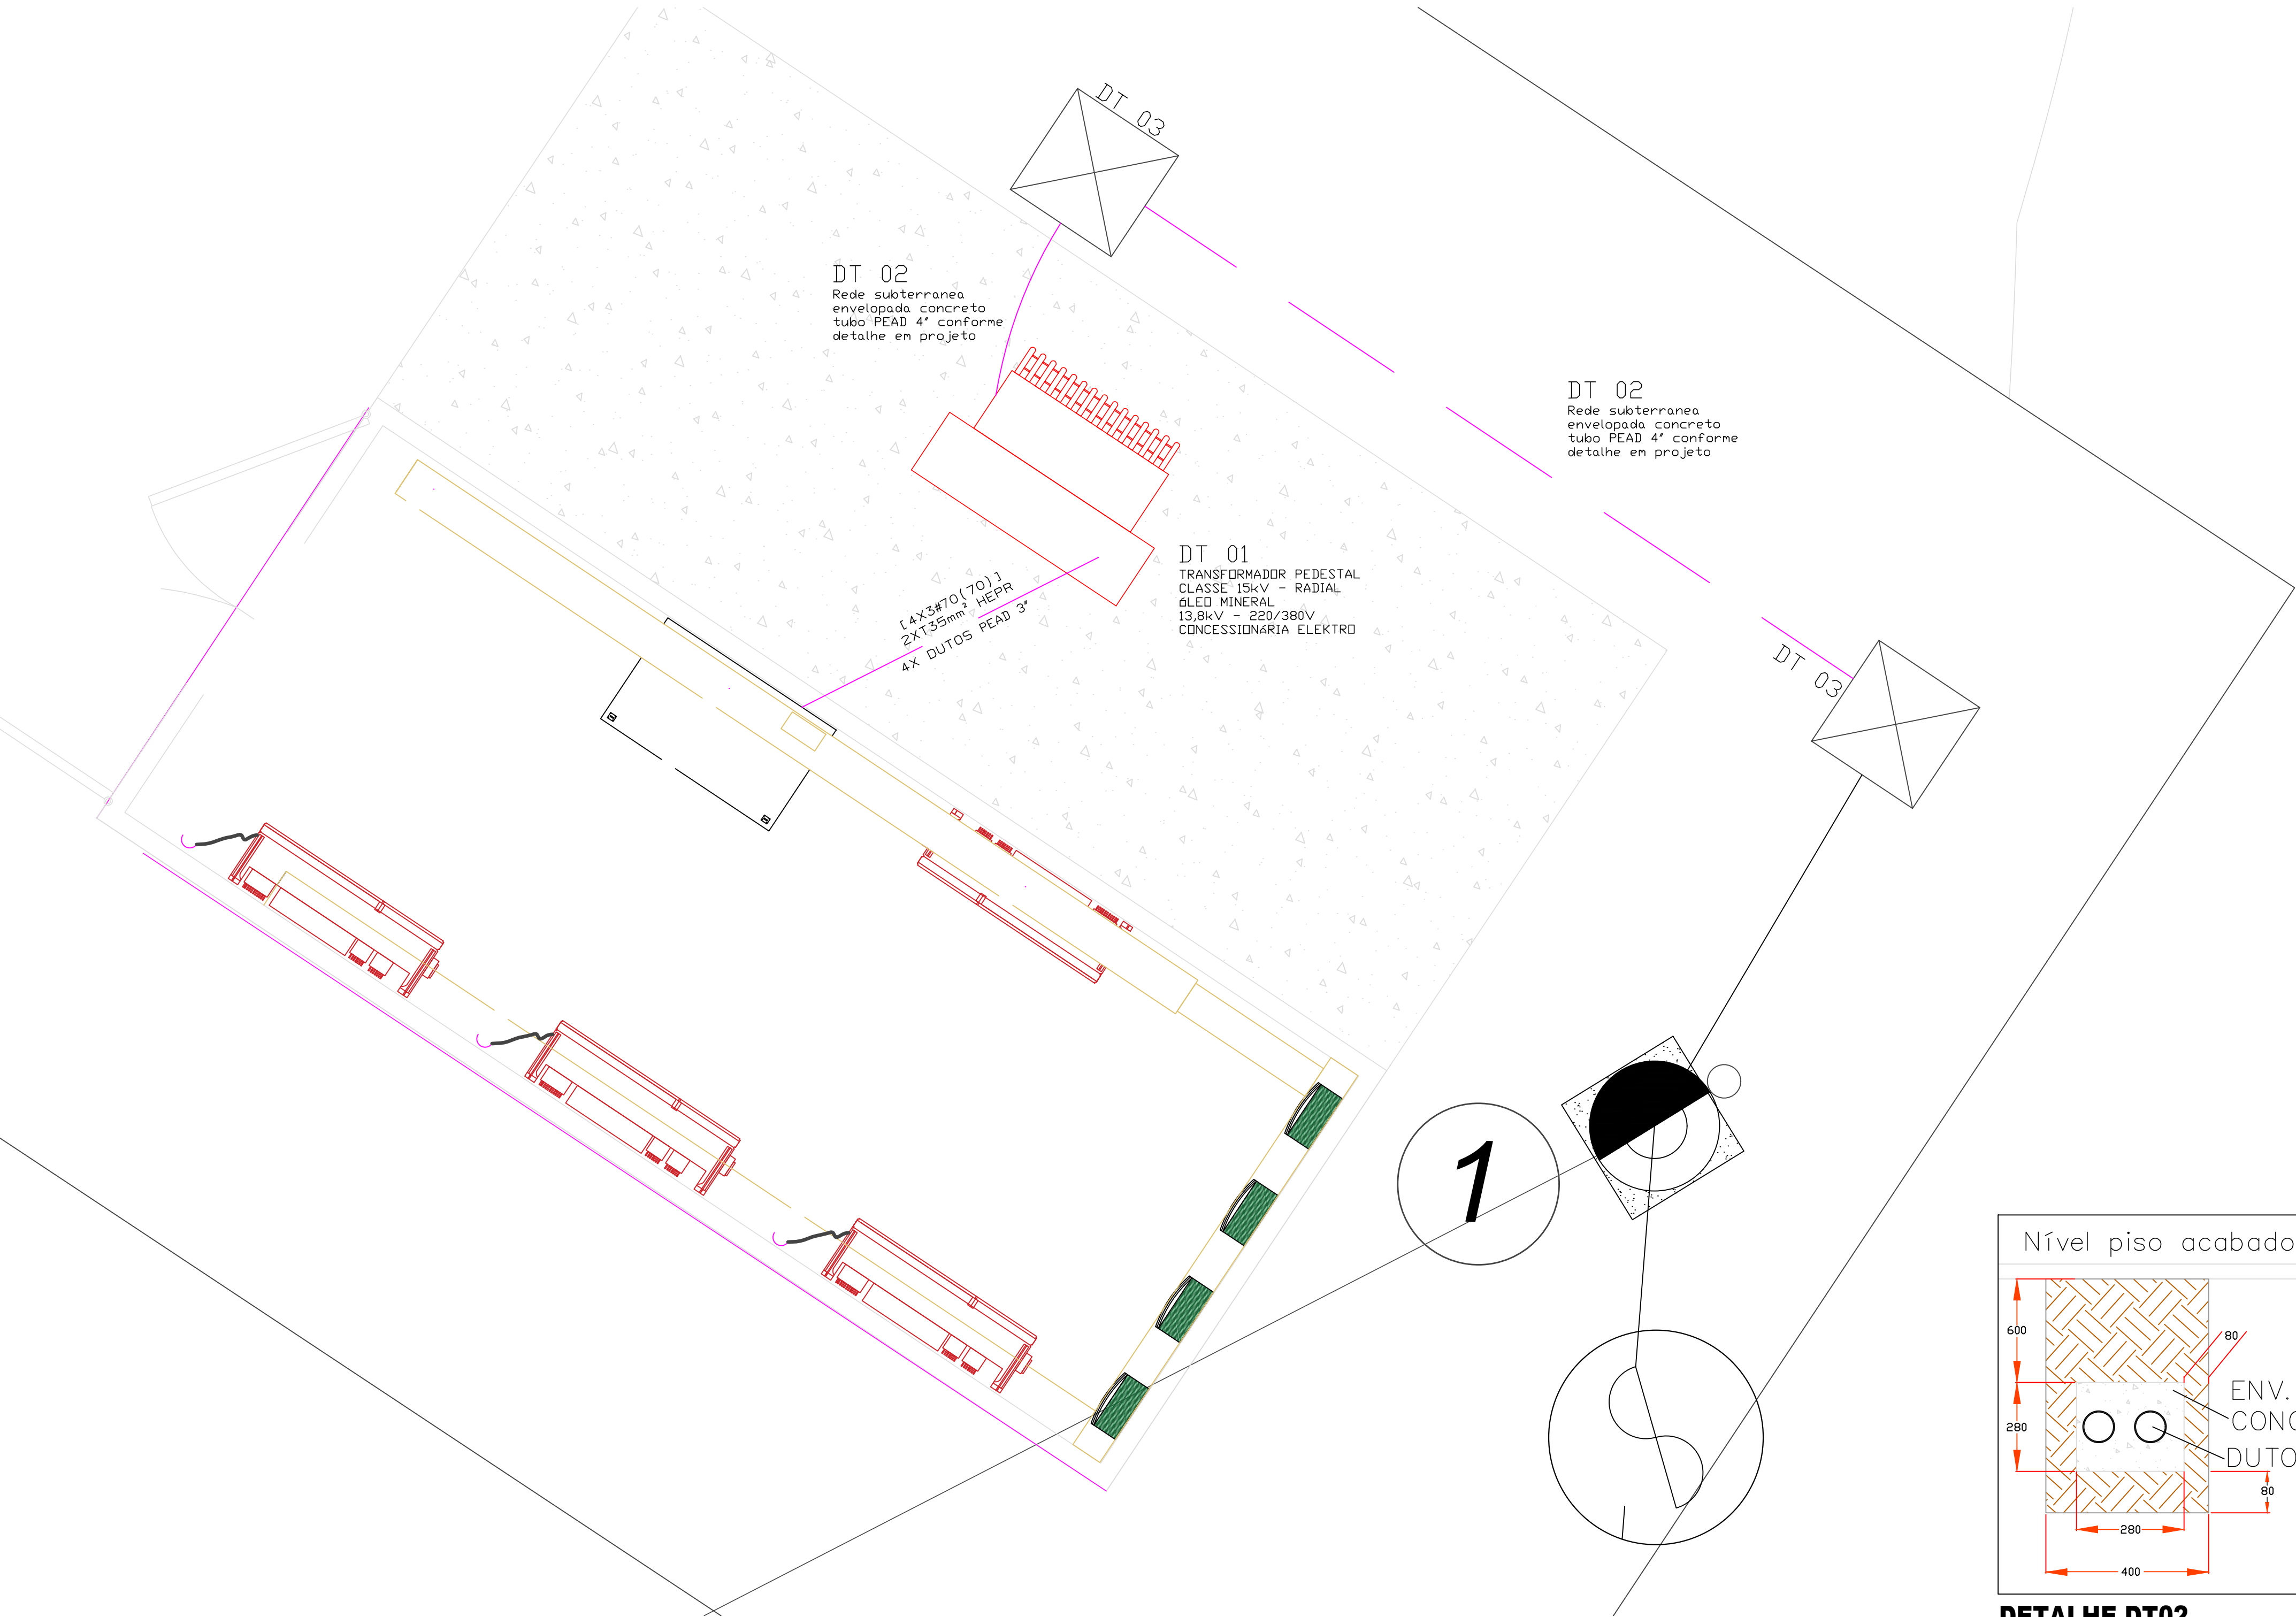 DT 03
DT 02
Rede subterranea
envelopada concreto
tubo PEAD 4" conforme
detalhe em projeto
DT 02
Rede subterranea
envelopada concreto
tubo PEAD 4" conforme
detalhe em projeto
DT 01
TRANSFORMADOR PEDESTAL
CLASSE 15kV - RADIAL
óLEO MINERAL
13,8kV - 220/380V
CONCESSIONáRIA ELEKTRO
[4X3#70(70)]
2XT35mm² HEPR
4X DUTOS PEAD 3"
DT 03
1
Nível piso acabado
600
80
ENV.
280
CONC
DUTO
80
280
400
DETALHE DT02